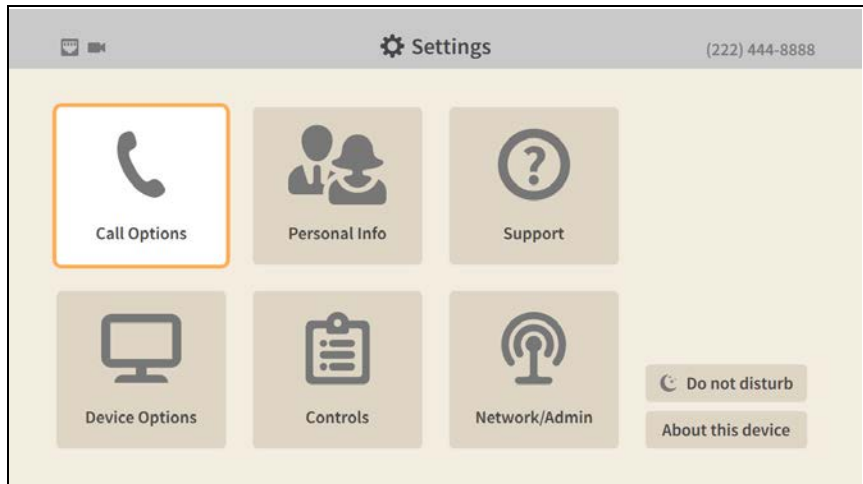 Settings
(222) 444-8888
Call Options
Personal Info
Support
Device Options
Controls
Network/Admin
Do not disturb
About this device